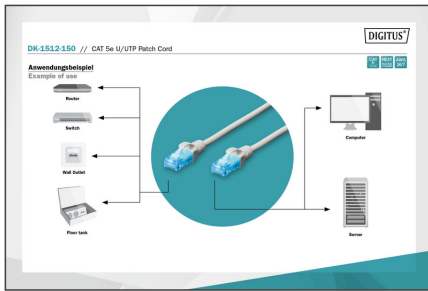 DIGITUS®
DK-1512-150 // CAT 5e U/UTP Patch Cord
Anwendungsbeispiel
Example of use
Router
Switch
Wall Outlet
Floor tank
Computer
Server